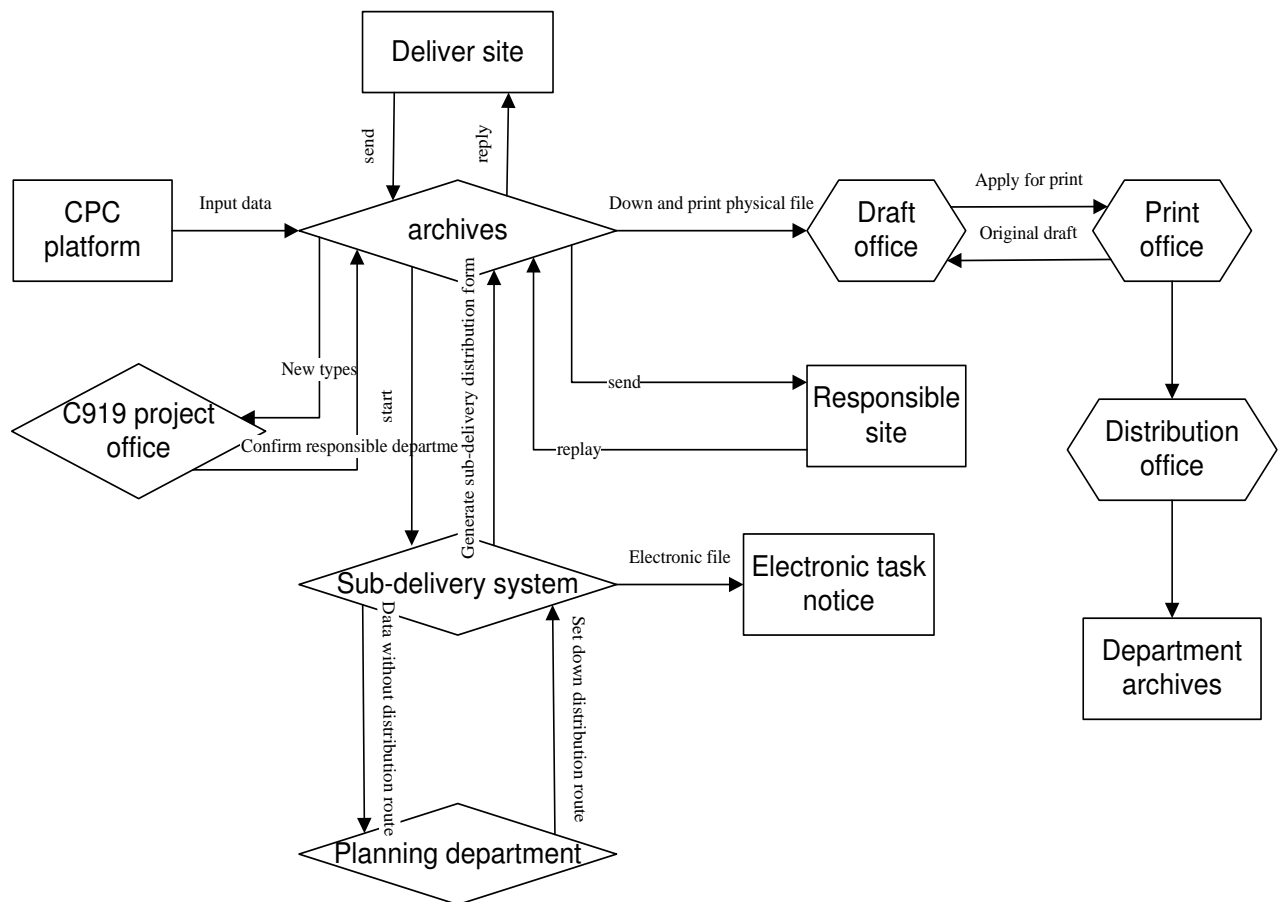 Deliver site
send
reply
CPC
platform
Input data
archives
Down and print physical file
Draft
office
Apply for print
Original draft
Print
office
New types
C919 project
office
Confirm responsible departme
start
Generate sub-delivery distribution form
send
replay
Responsible
site
Distribution
office
Sub-delivery system
Electronic file
Electronic task
notice
Data without distribution route
Set down distribution route
Department
archives
Planning department